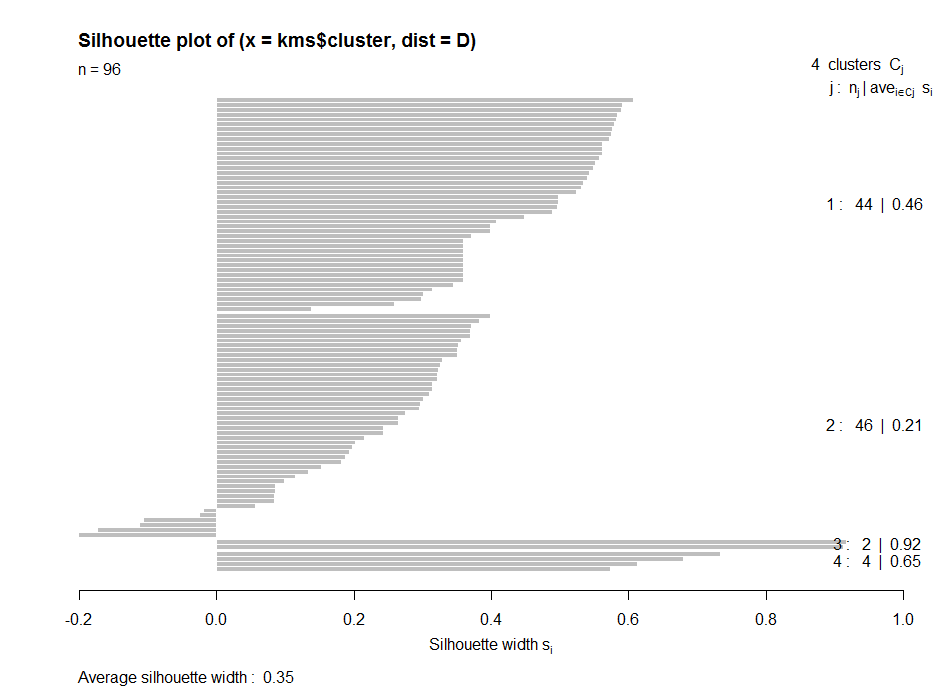 Silhouette plot of (x = kms$cluster, dist = D)
n = 96
4 clusters Cj
j : nj | avei∈Cj si
1 : 44 | 0.46
2 : 46 | 0.21
3 : 2 | 0.92
4 : 4 | 0.65
-0.2 0.0 0.2 0.4 0.6 0.8 1.0
Silhouette width si
Average silhouette width : 0.35